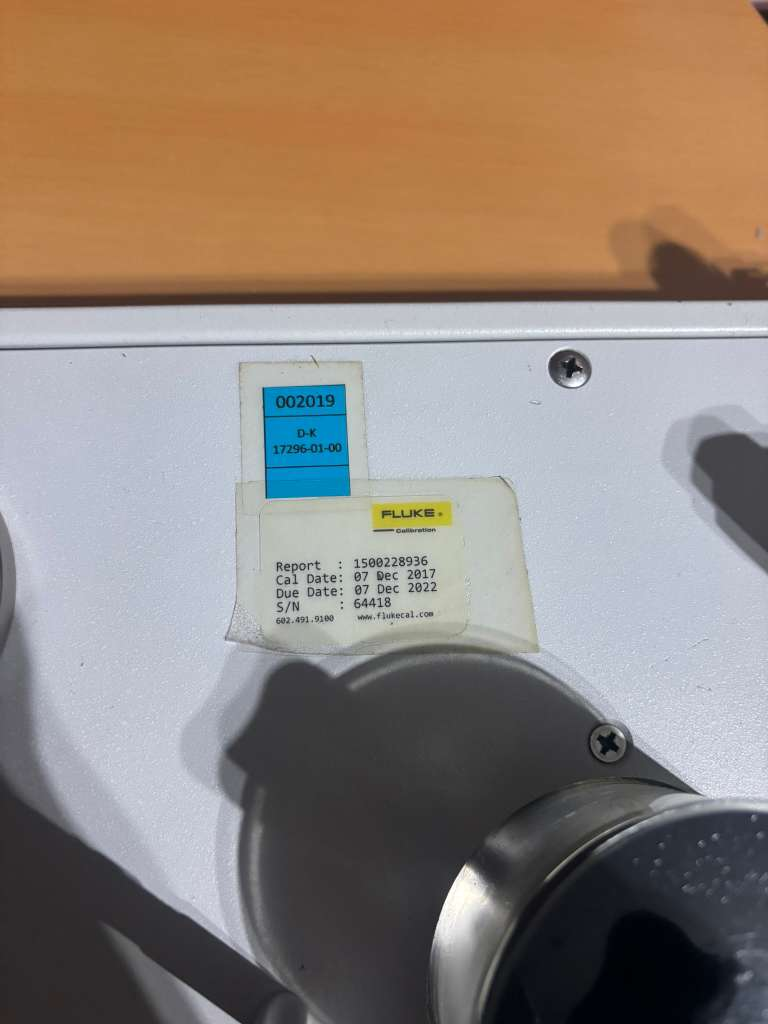 002019
D-K
17296-01-00
FLUKE®
Calibration
Report : 1500228936
Cal Date: 07 Dec 2017
Due Date: 07 Dec 2022
S/N : 64418
602.491.9100 www.flukecal.com